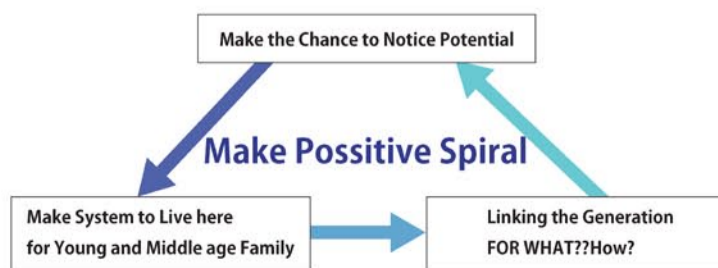 Make the Chance to Notice Potential
Make Possitive Spiral
Make System to Live here
for Young and Middle age Family
Linking the Generation
FOR WHAT??How?